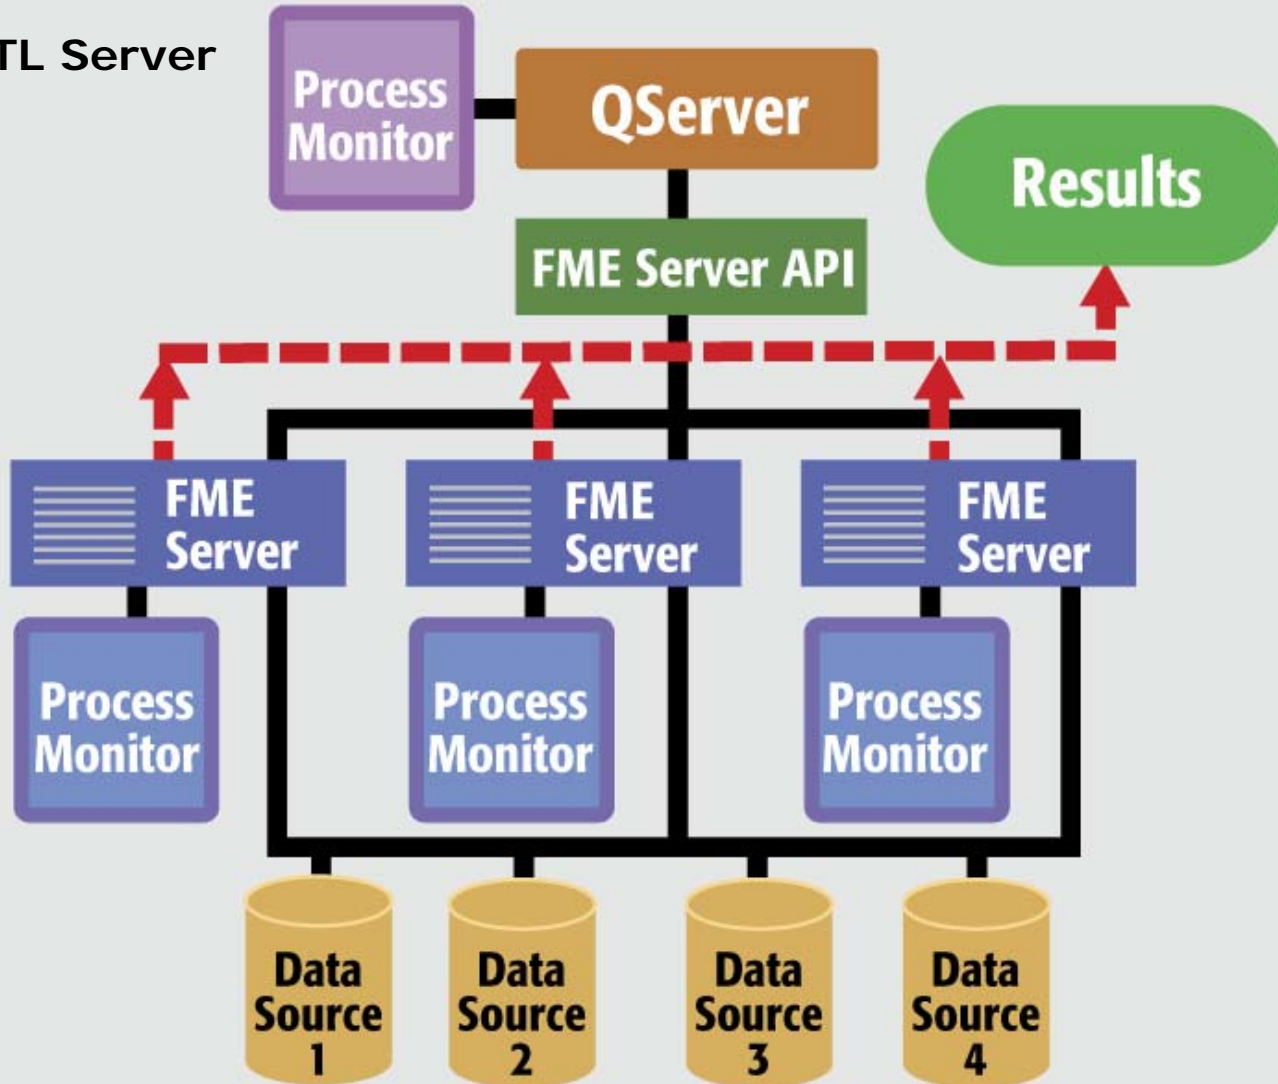 TL Server
Process
Monitor
QServer
Results
FME Server API
FME
Server
FME
Server
FME
Server
Process
Monitor
Process
Monitor
Process
Monitor
Data
Source
1
Data
Source
2
Data
Source
3
Data
Source
4